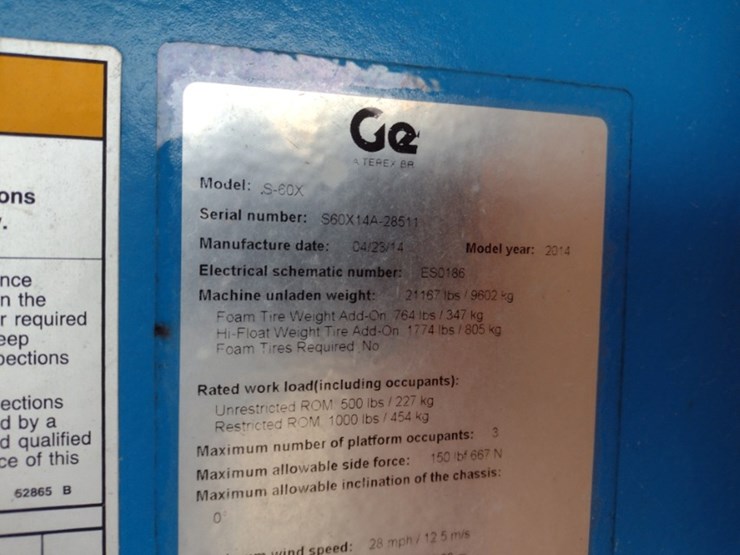 ons
.
nce
n the
r required
eep
pections
ections
d by a
d qualified
ce of this
62865 B
Ge
A TEREX BR
Model: S-60X
Serial number: S60X14A-28511
Manufacture date: 04/23/14 Model year: 2014
Electrical schematic number: ES0186
Machine unladen weight: 21167 lbs / 9602 kg
Foam Tire Weight Add-On 764 lbs / 347 kg
Hi-Float Weight Tire Add-On 1774 lbs / 805 kg
Foam Tires Required No
Rated work load(including occupants):
Unrestricted ROM 500 lbs / 227 kg
Restricted ROM 1000 lbs / 454 kg
Maximum number of platform occupants: 3
Maximum allowable side force: 150 lbf 667 N
Maximum allowable inclination of the chassis:
0°
wind speed: 28 mph / 12.5 m/s